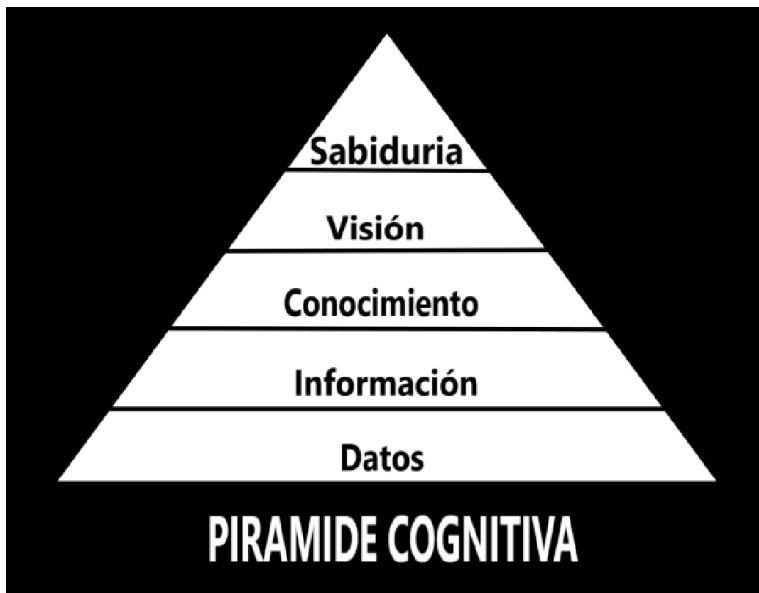 Sabiduria
Visión
Conocimiento
Información
Datos
PIRAMIDE COGNITIVA